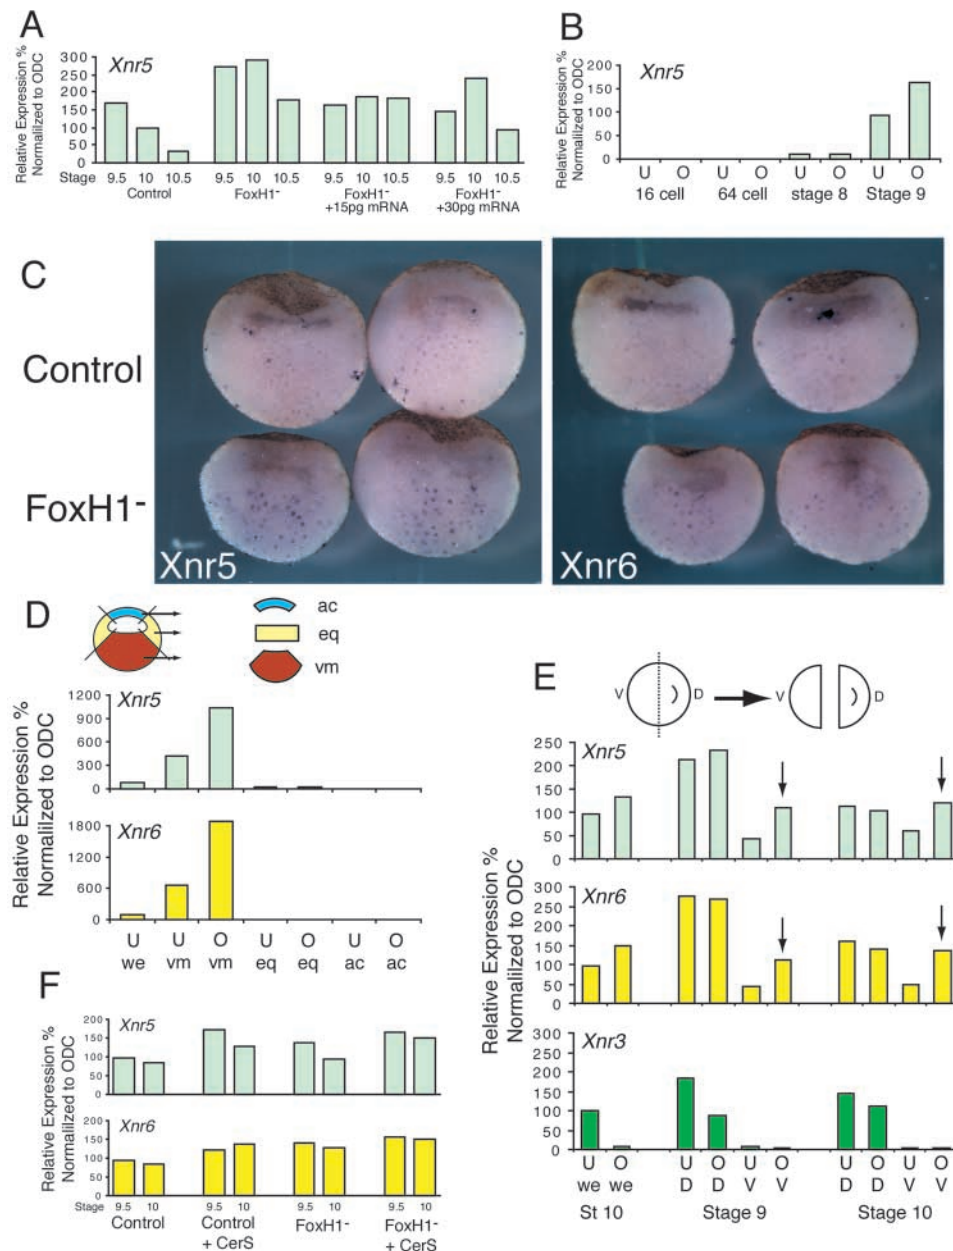 A
Relative Expression %
Normalilzed to ODC
Xnr5
300
250
200
150
100
50
0
Stage 9.5 10 10.5 9.5 10 10.5 9.5 10 10.5 9.5 10 10.5
Control FoxH1- FoxH1- +15pg mRNA FoxH1- +30pg mRNA
B
Relative Expression %
Normalilzed to ODC
Xnr5
200
150
100
50
0
U O U O U O U O
16 cell 64 cell stage 8 Stage 9
C
Control
FoxH1-
Xnr5
Xnr6
D
ac
eq
vm
Relative Expression %
Normalilzed to ODC
Xnr5
1200
900
600
300
0
Xnr6
1800
1200
600
0
U U O U O U O
we vm vm eq eq ac ac
E
V D V D
Relative Expression %
Normalilzed to ODC
Xnr5
250
200
150
100
50
0
Xnr6
300
250
200
150
100
50
0
Xnr3
300
250
200
150
100
50
0
U O U O U O U O U O
we we D D V V D D V V
St 10 Stage 9 Stage 10
F
Relative Expression %
Normalilzed to ODC
Xnr5
200
150
100
50
0
Xnr6
200
150
100
50
0
Stage 9.5 10 9.5 10 9.5 10 9.5 10
Control Control + CerS FoxH1- FoxH1- + CerS